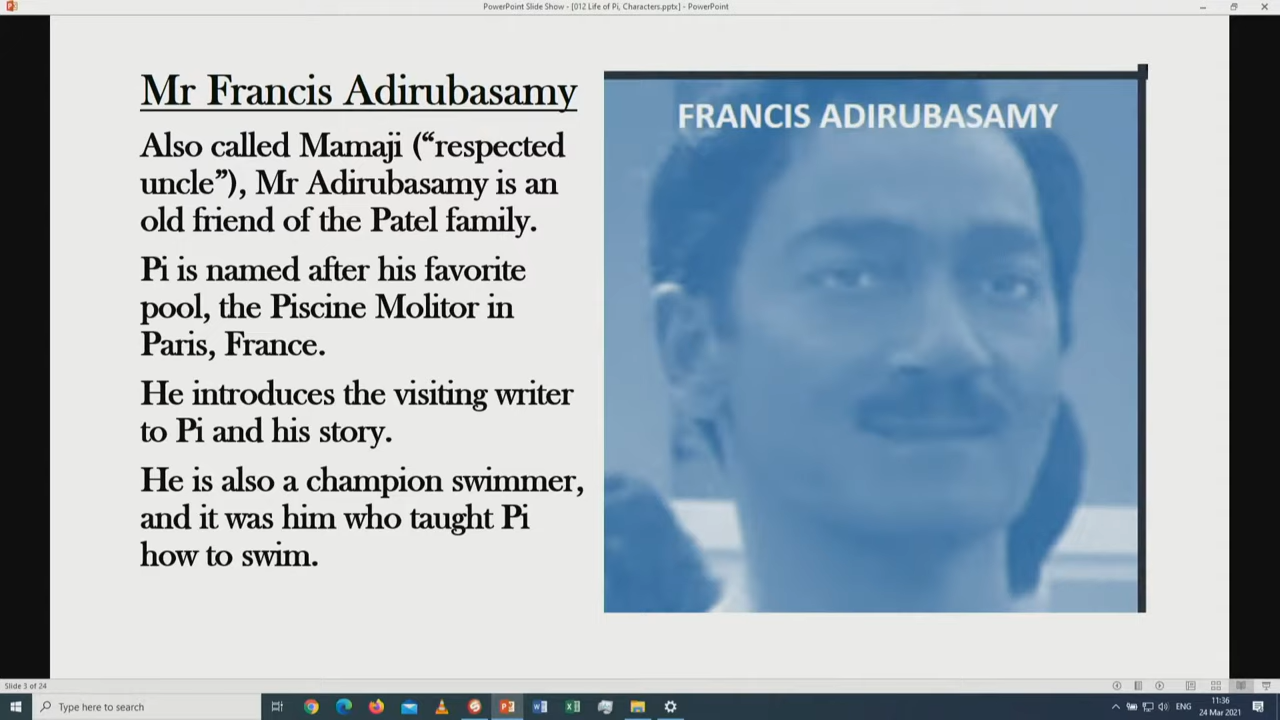 PowerPoint Slide Show - [012 Life of Pi, Characters.pptx] - PowerPoint
Mr Francis Adirubasamy
Also called Mamaji (“respected
uncle”), Mr Adirubasamy is an
old friend of the Patel family.
Pi is named after his favorite
pool, the Piscine Molitor in
Paris, France.
He introduces the visiting writer
to Pi and his story.
He is also a champion swimmer,
and it was him who taught Pi
how to swim.
FRANCIS ADIRUBASAMY
Slide 3 of 24
Type here to search
ENG
11:36
24 Mar 2021